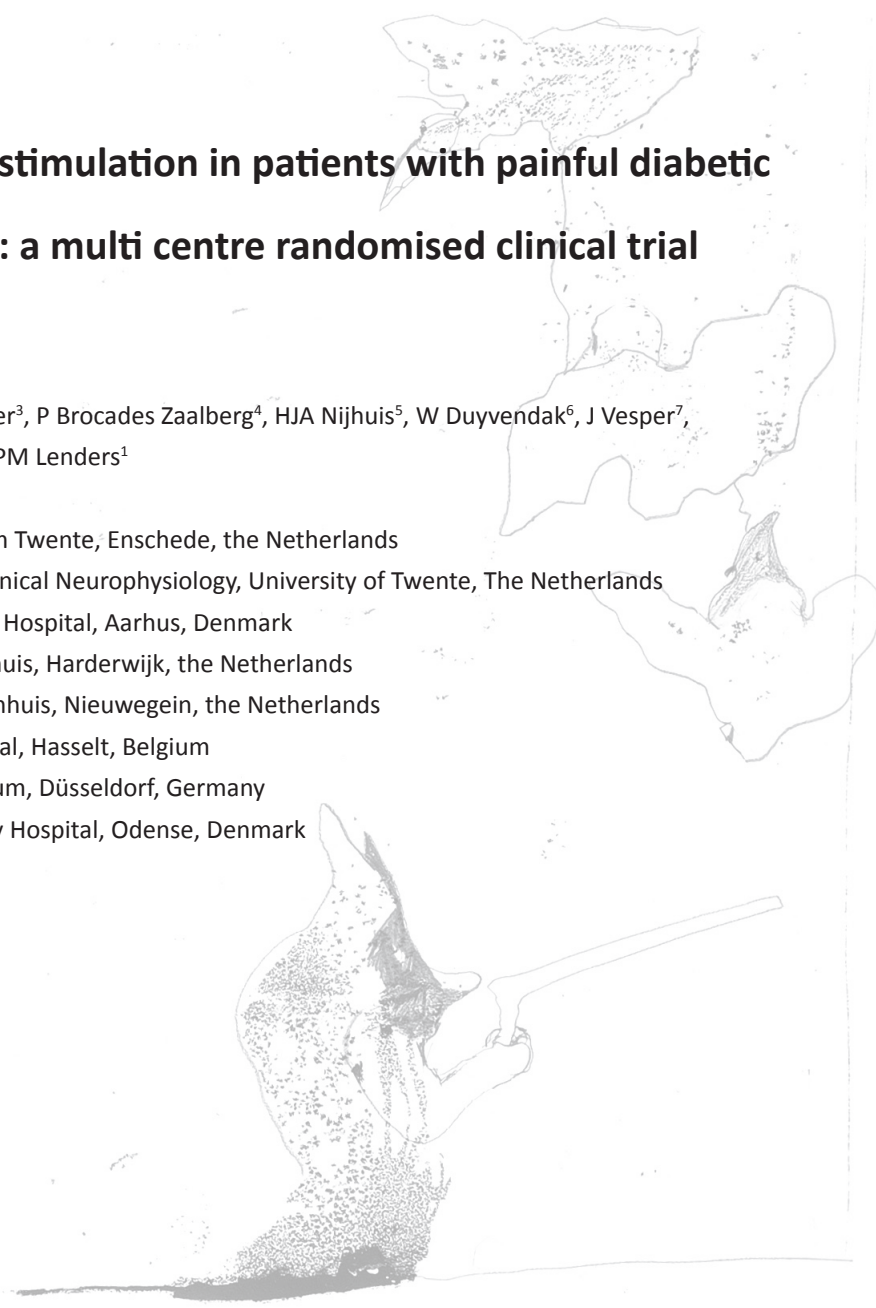 stimulation in patients with painful diabetic
: a multi centre randomised clinical trial
er³, P Brocades Zaalberg⁴, HJA Nijhuis⁵, W Duyvendak⁶, J Vesper⁷,
PM Lenders¹
Twente, Enschede, the Netherlands
nical Neurophysiology, University of Twente, The Netherlands
Hospital, Aarhus, Denmark
uis, Harderwijk, the Netherlands
nhuis, Nieuwegein, the Netherlands
al, Hasselt, Belgium
um, Düsseldorf, Germany
Hospital, Odense, Denmark